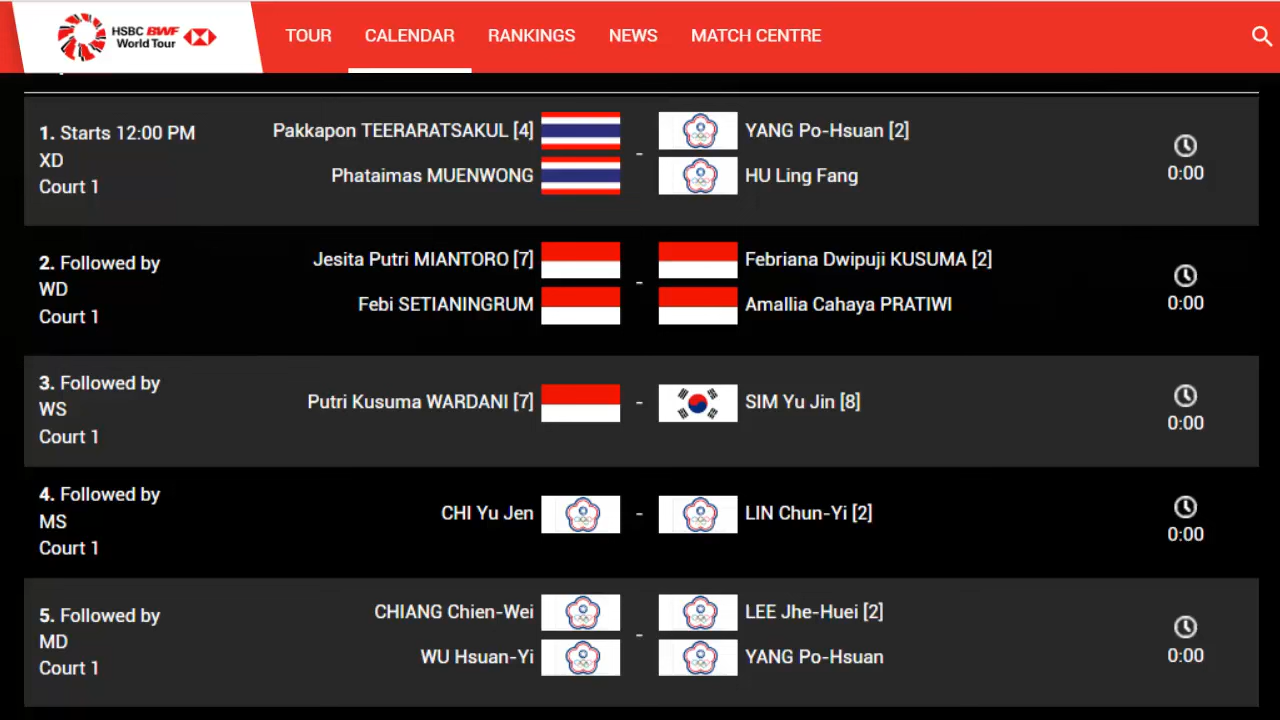 HSBC BWF
World Tour
TOUR CALENDAR RANKINGS NEWS MATCH CENTRE
1. Starts 12:00 PM
XD
Court 1
Pakkapon TEERARATSAKUL [4]
Phataimas MUENWONG
-
YANG Po-Hsuan [2]
HU Ling Fang
0:00
2. Followed by
WD
Court 1
Jesita Putri MIANTORO [7]
Febi SETIANINGRUM
-
Febriana Dwipuji KUSUMA [2]
Amallia Cahaya PRATIWI
0:00
3. Followed by
WS
Court 1
Putri Kusuma WARDANI [7]
-
SIM Yu Jin [8]
0:00
4. Followed by
MS
Court 1
CHI Yu Jen
-
LIN Chun-Yi [2]
0:00
5. Followed by
MD
Court 1
CHIANG Chien-Wei
WU Hsuan-Yi
-
LEE Jhe-Huei [2]
YANG Po-Hsuan
0:00